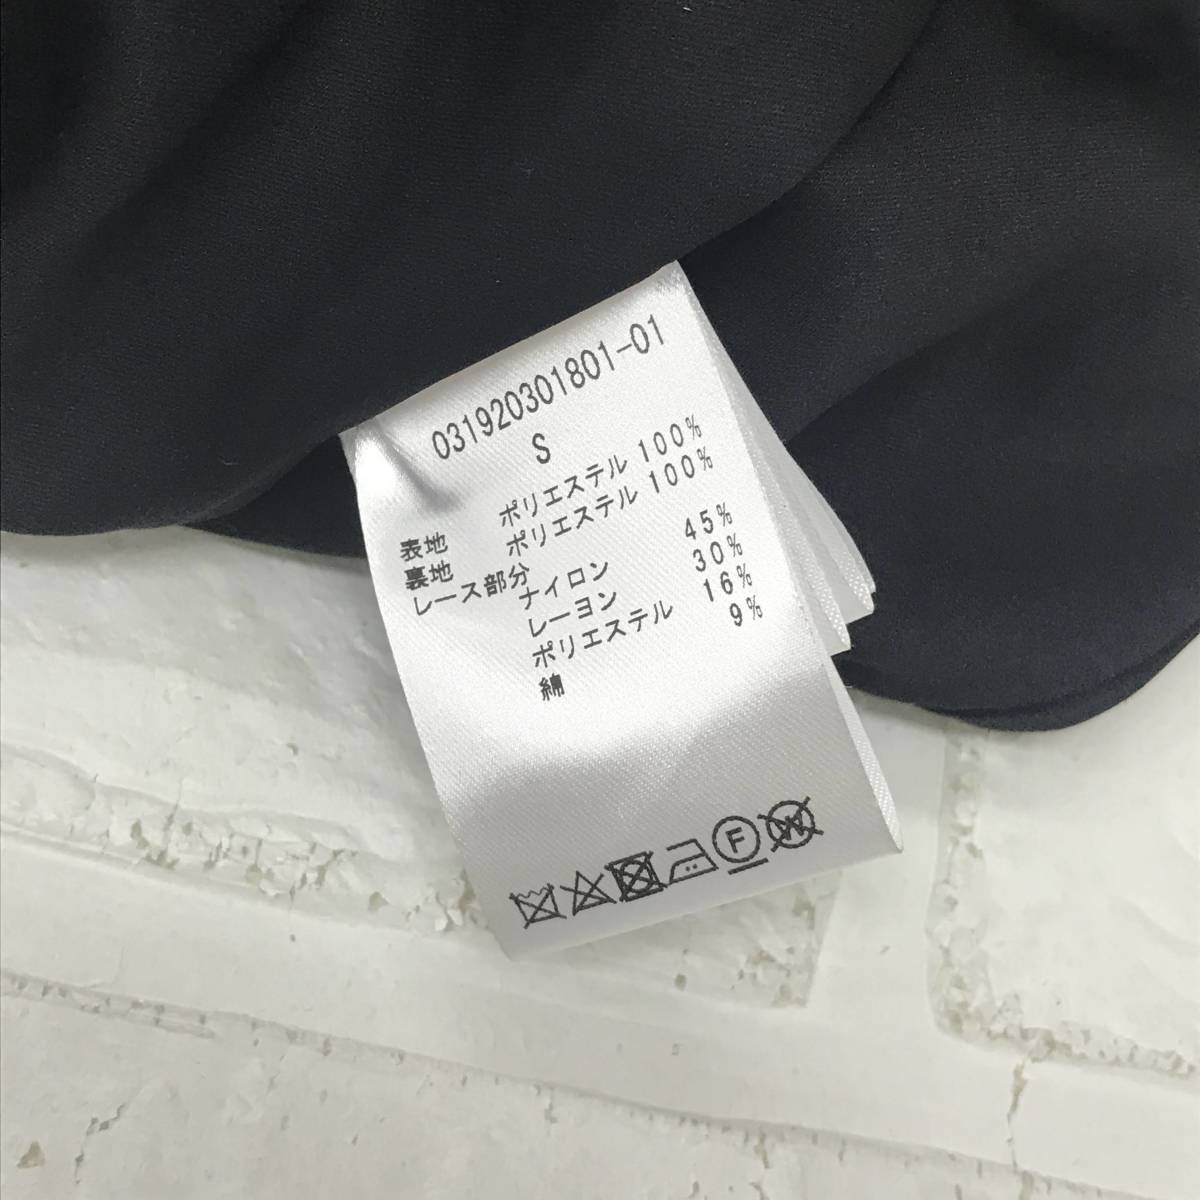 031920301801-01
S
表地 ポリエステル 100%
裏地 ポリエステル 100%
レース部分
ナイロン 45%
レーヨン 30%
ポリエステル 16%
綿 9%
F W